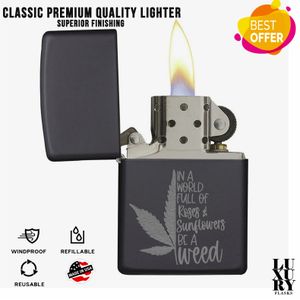 CLASSIC PREMIUM QUALITY LIGHTER
SUPERIOR FINISHING
BEST
OFFER
IN A
WORLD
FULL OF
Roses &
Sunflowers
BE A
Weed
WINDPROOF
REFILLABLE
REUSABLE
LUXURY
FLASKS